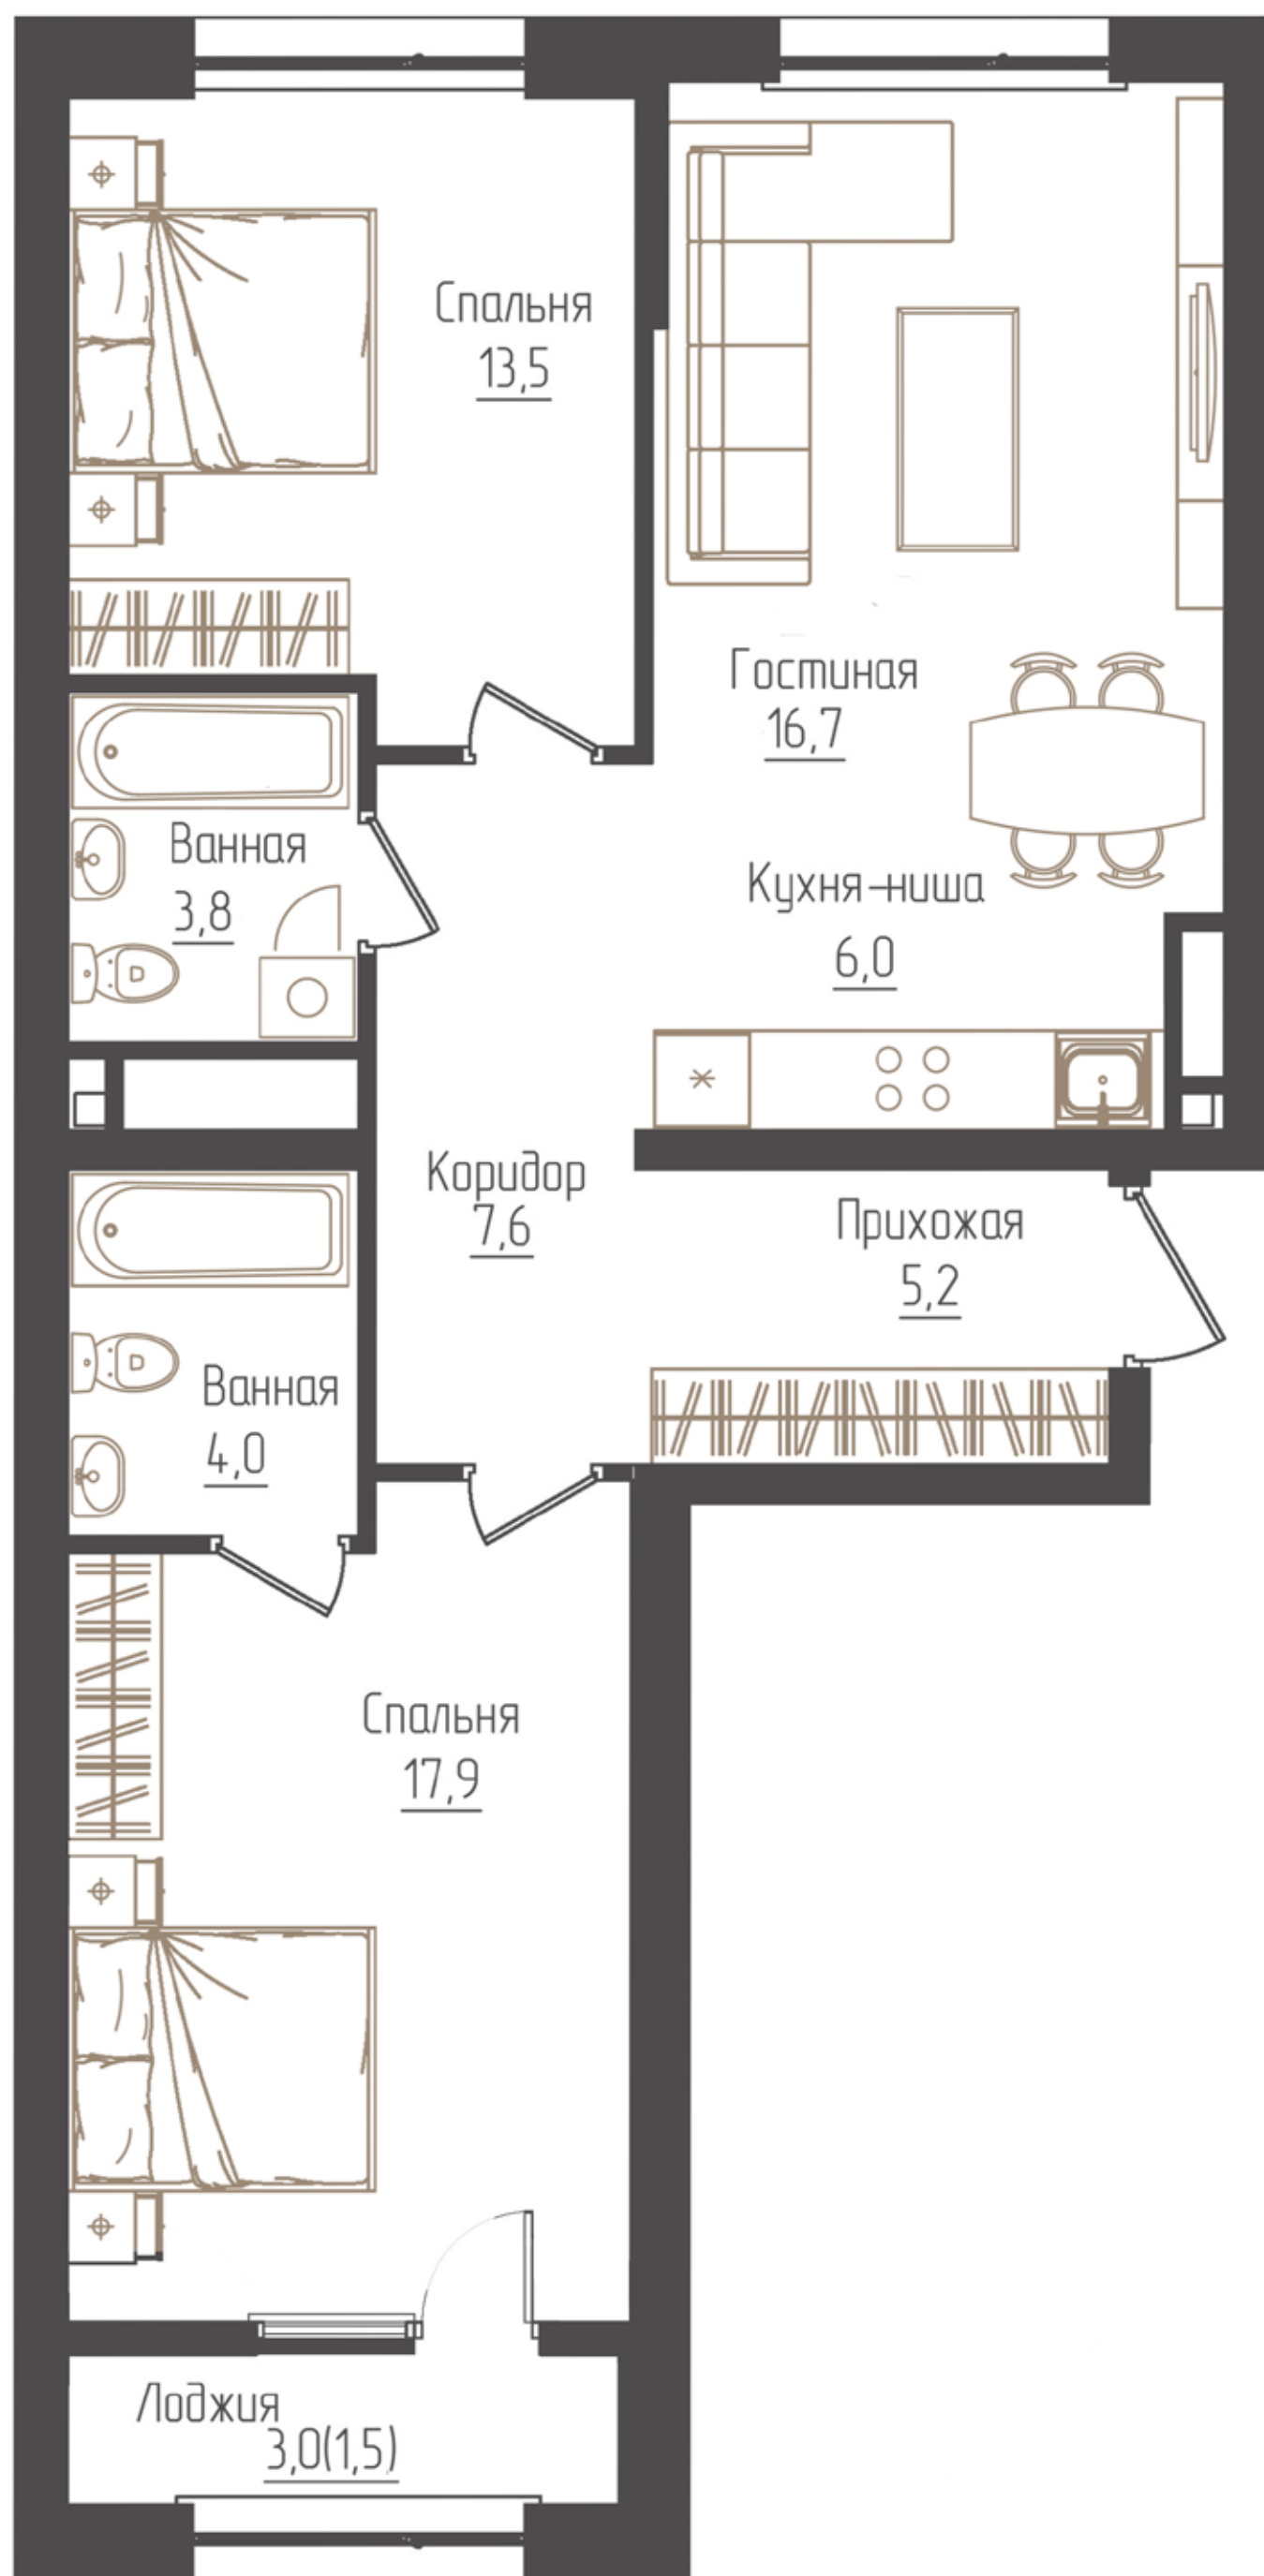 Спальня
13,5
Гостиная
16,7
Ванная
3,8
Кухня-ниша
6,0
Коридор
7,6
Прихожая
5,2
Ванная
4,0
Спальня
17,9
Лоджия
3,0(1,5)